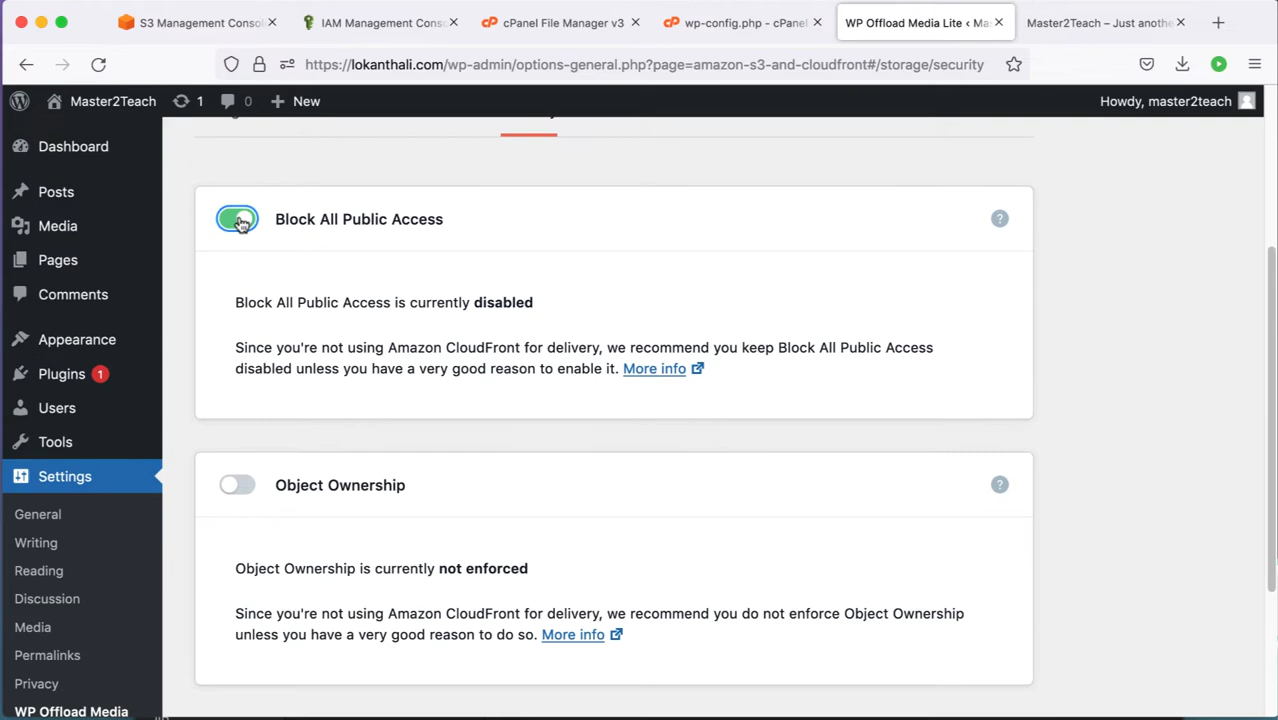 S3 Management Consol
IAM Management Conso
cPanel File Manager v3
wp-config.php - cPanel
WP Offload Media Lite ‹ Ma
Master2Teach – Just anothe
https://lokanthali.com/wp-admin/options-general.php?page=amazon-s3-and-cloudfront#/storage/security
Master2Teach
1
0
New
Howdy, master2teach
Dashboard
Posts
Media
Pages
Comments
Appearance
Plugins 1
Users
Tools
Settings
General
Writing
Reading
Discussion
Media
Permalinks
Privacy
WP Offload Media
Block All Public Access
?
Block All Public Access is currently disabled
Since you're not using Amazon CloudFront for delivery, we recommend you keep Block All Public Access
disabled unless you have a very good reason to enable it. More info
Object Ownership
?
Object Ownership is currently not enforced
Since you're not using Amazon CloudFront for delivery, we recommend you do not enforce Object Ownership
unless you have a very good reason to do so. More info